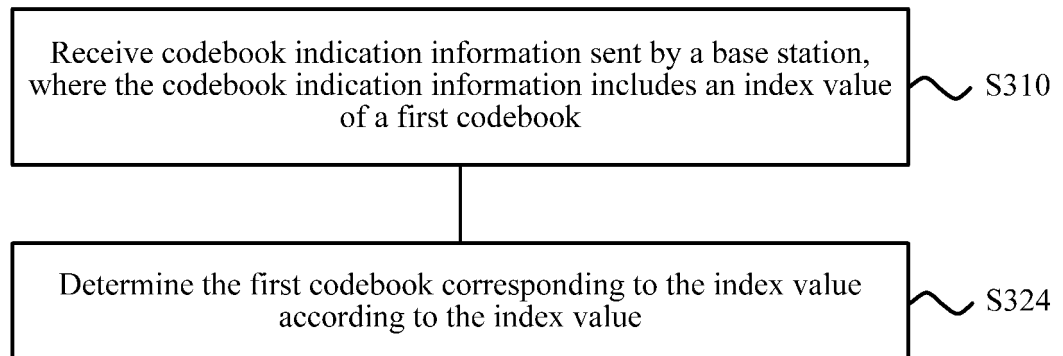 Receive codebook indication information sent by a base station,
where the codebook indication information includes an index value
of a first codebook
S310
Determine the first codebook corresponding to the index value
according to the index value
S324